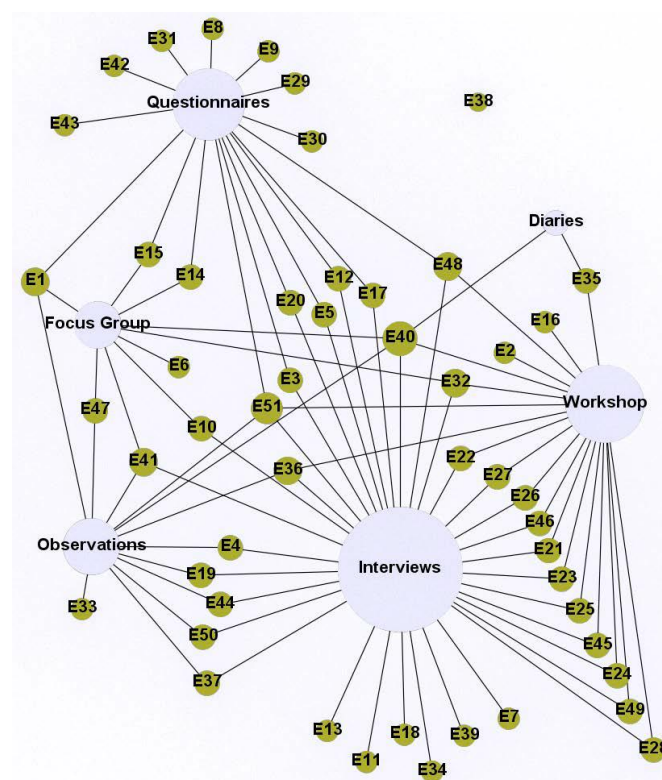 E8
E31
E9
E42
E29
Questionnaires
E38
E43
E30
Diaries
E15
E48
E14
E12
E1
E35
E17
E20
E5
E16
Focus Group
E40
E2
E6
E3
E32
Workshop
E51
E47
E10
E41
E22
E36
E27
E26
E46
Observations
E4
E21
Interviews
E19
E23
E44
E33
E25
E50
E45
E24
E37
E49
E7
E13
E18
E39
E28
E11
E34